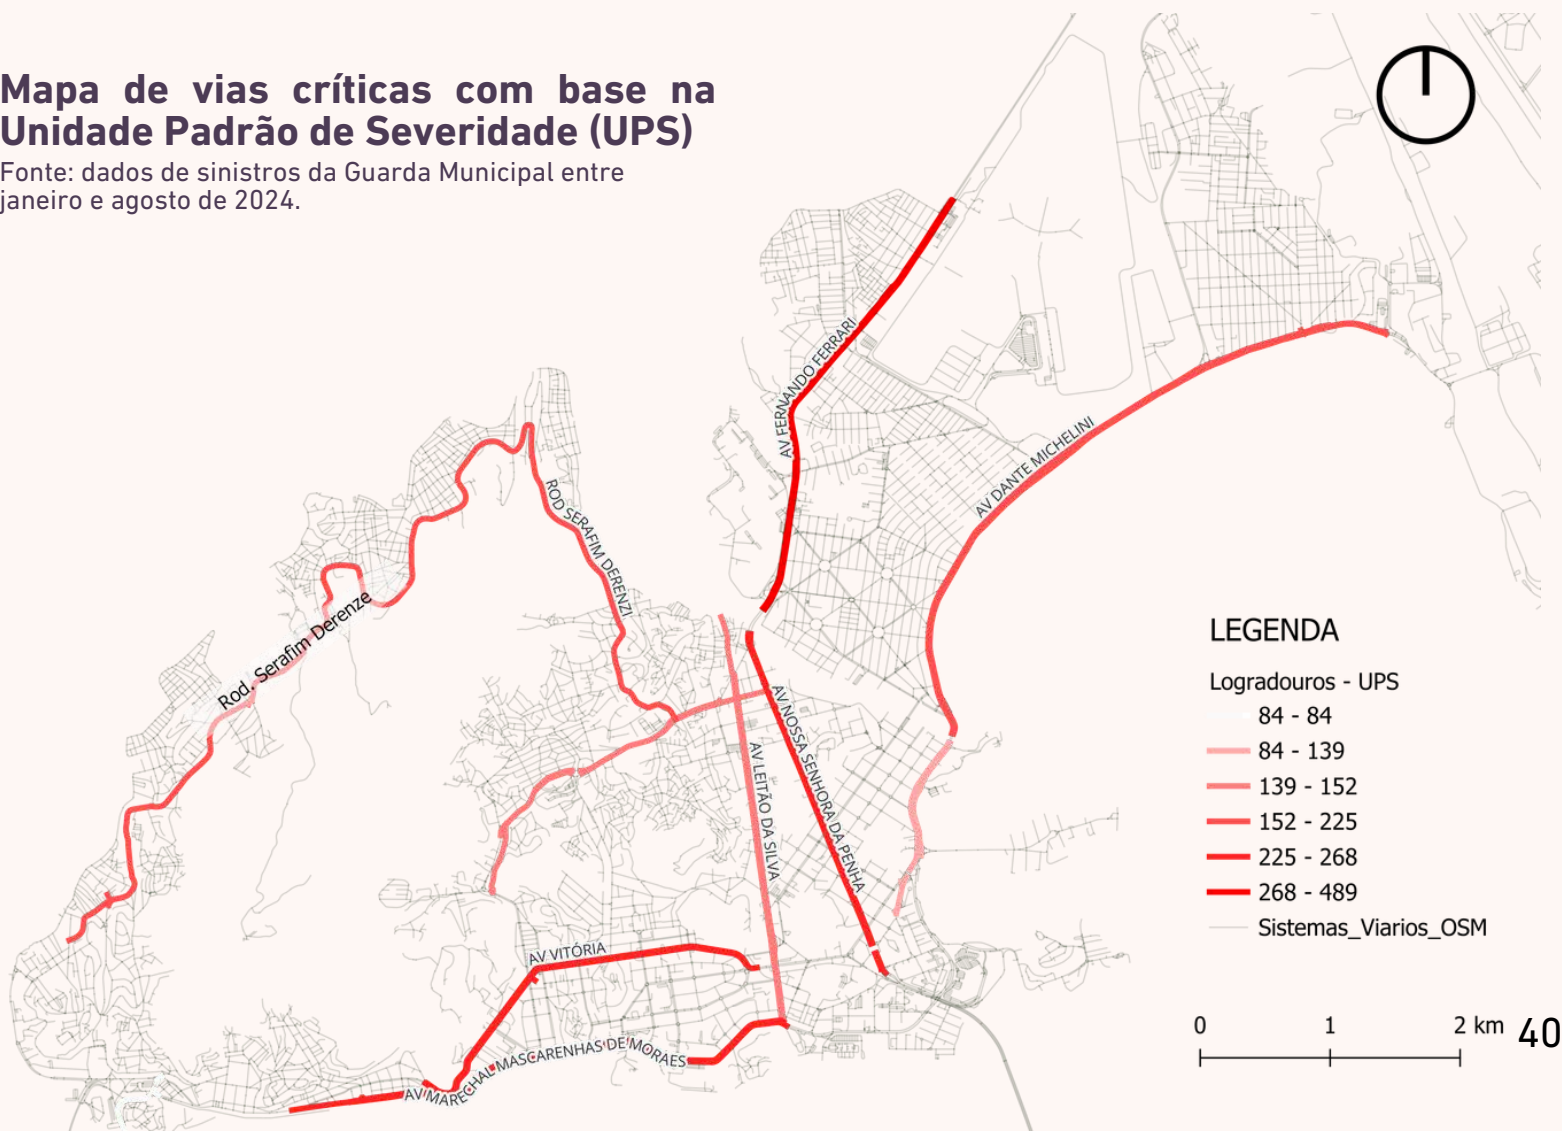 Mapa de vias críticas com base na
Unidade Padrão de Severidade (UPS)
Fonte: dados de sinistros da Guarda Municipal entre
janeiro e agosto de 2024.
AV FERNANDO FERRARI
AV DANTE MICHELINI
ROD SERAFIM DERENZI
Rod. Serafim Derenze
AV NOSSA SENHORA DA PENHA
AV LEITÃO DA SILVA
AV VITÓRIA
AV MARECHAL MASCARENHAS DE MORAES
LEGENDA
Logradouros - UPS
84 - 84
84 - 139
139 - 152
152 - 225
225 - 268
268 - 489
Sistemas_Viarios_OSM
0 1 2 km
40